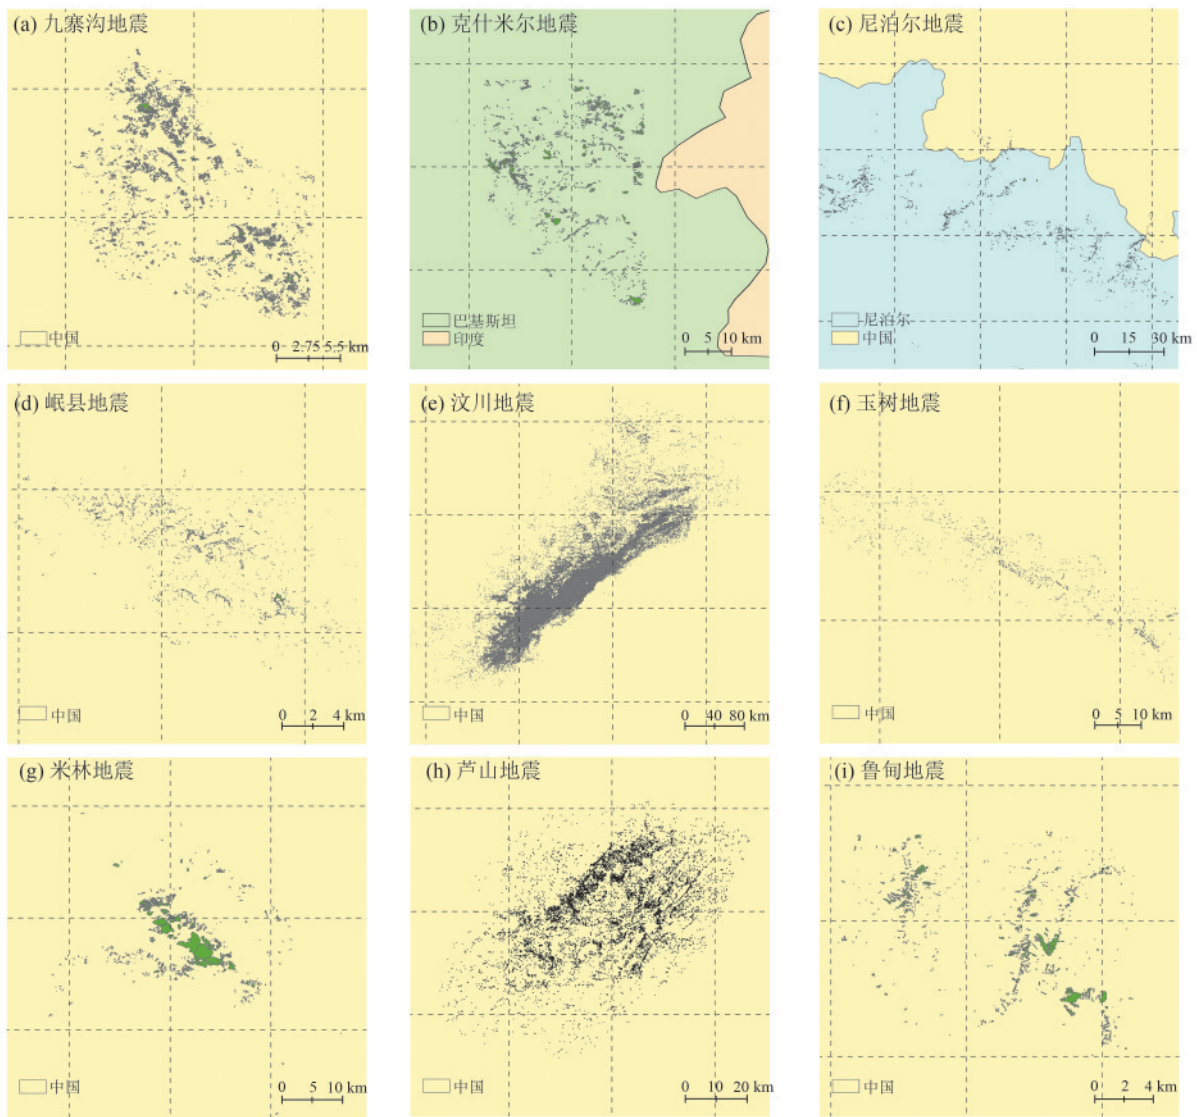 (a) 九寨沟地震
中国
0 2.75 5.5 km
(b) 克什米尔地震
巴基斯坦
印度
0 5 10 km
(c) 尼泊尔地震
尼泊尔
中国
0 15 30 km
(d) 岷县地震
中国
0 2 4 km
(e) 汶川地震
中国
0 40 80 km
(f) 玉树地震
中国
0 5 10 km
(g) 米林地震
中国
0 5 10 km
(h) 芦山地震
中国
0 10 20 km
(i) 鲁甸地震
中国
0 2 4 km